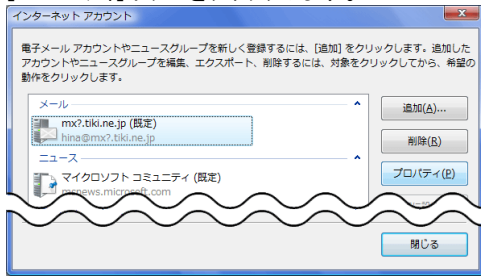 インターネット アカウント
電子メール アカウントやニュースグループを新しく登録するには、[追加] をクリックします。追加した
アカウントやニュースグループを編集、エクスポート、削除するには、対象をクリックしてから、希望の
動作をクリックします。
メール
mx?.tiki.ne.jp (既定)
hina@mx?.tiki.ne.jp
ニュース
マイクロソフト コミュニティ (既定)
msnews.microsoft.com
追加(A)...
削除(R)
プロパティ(P)
閉じる